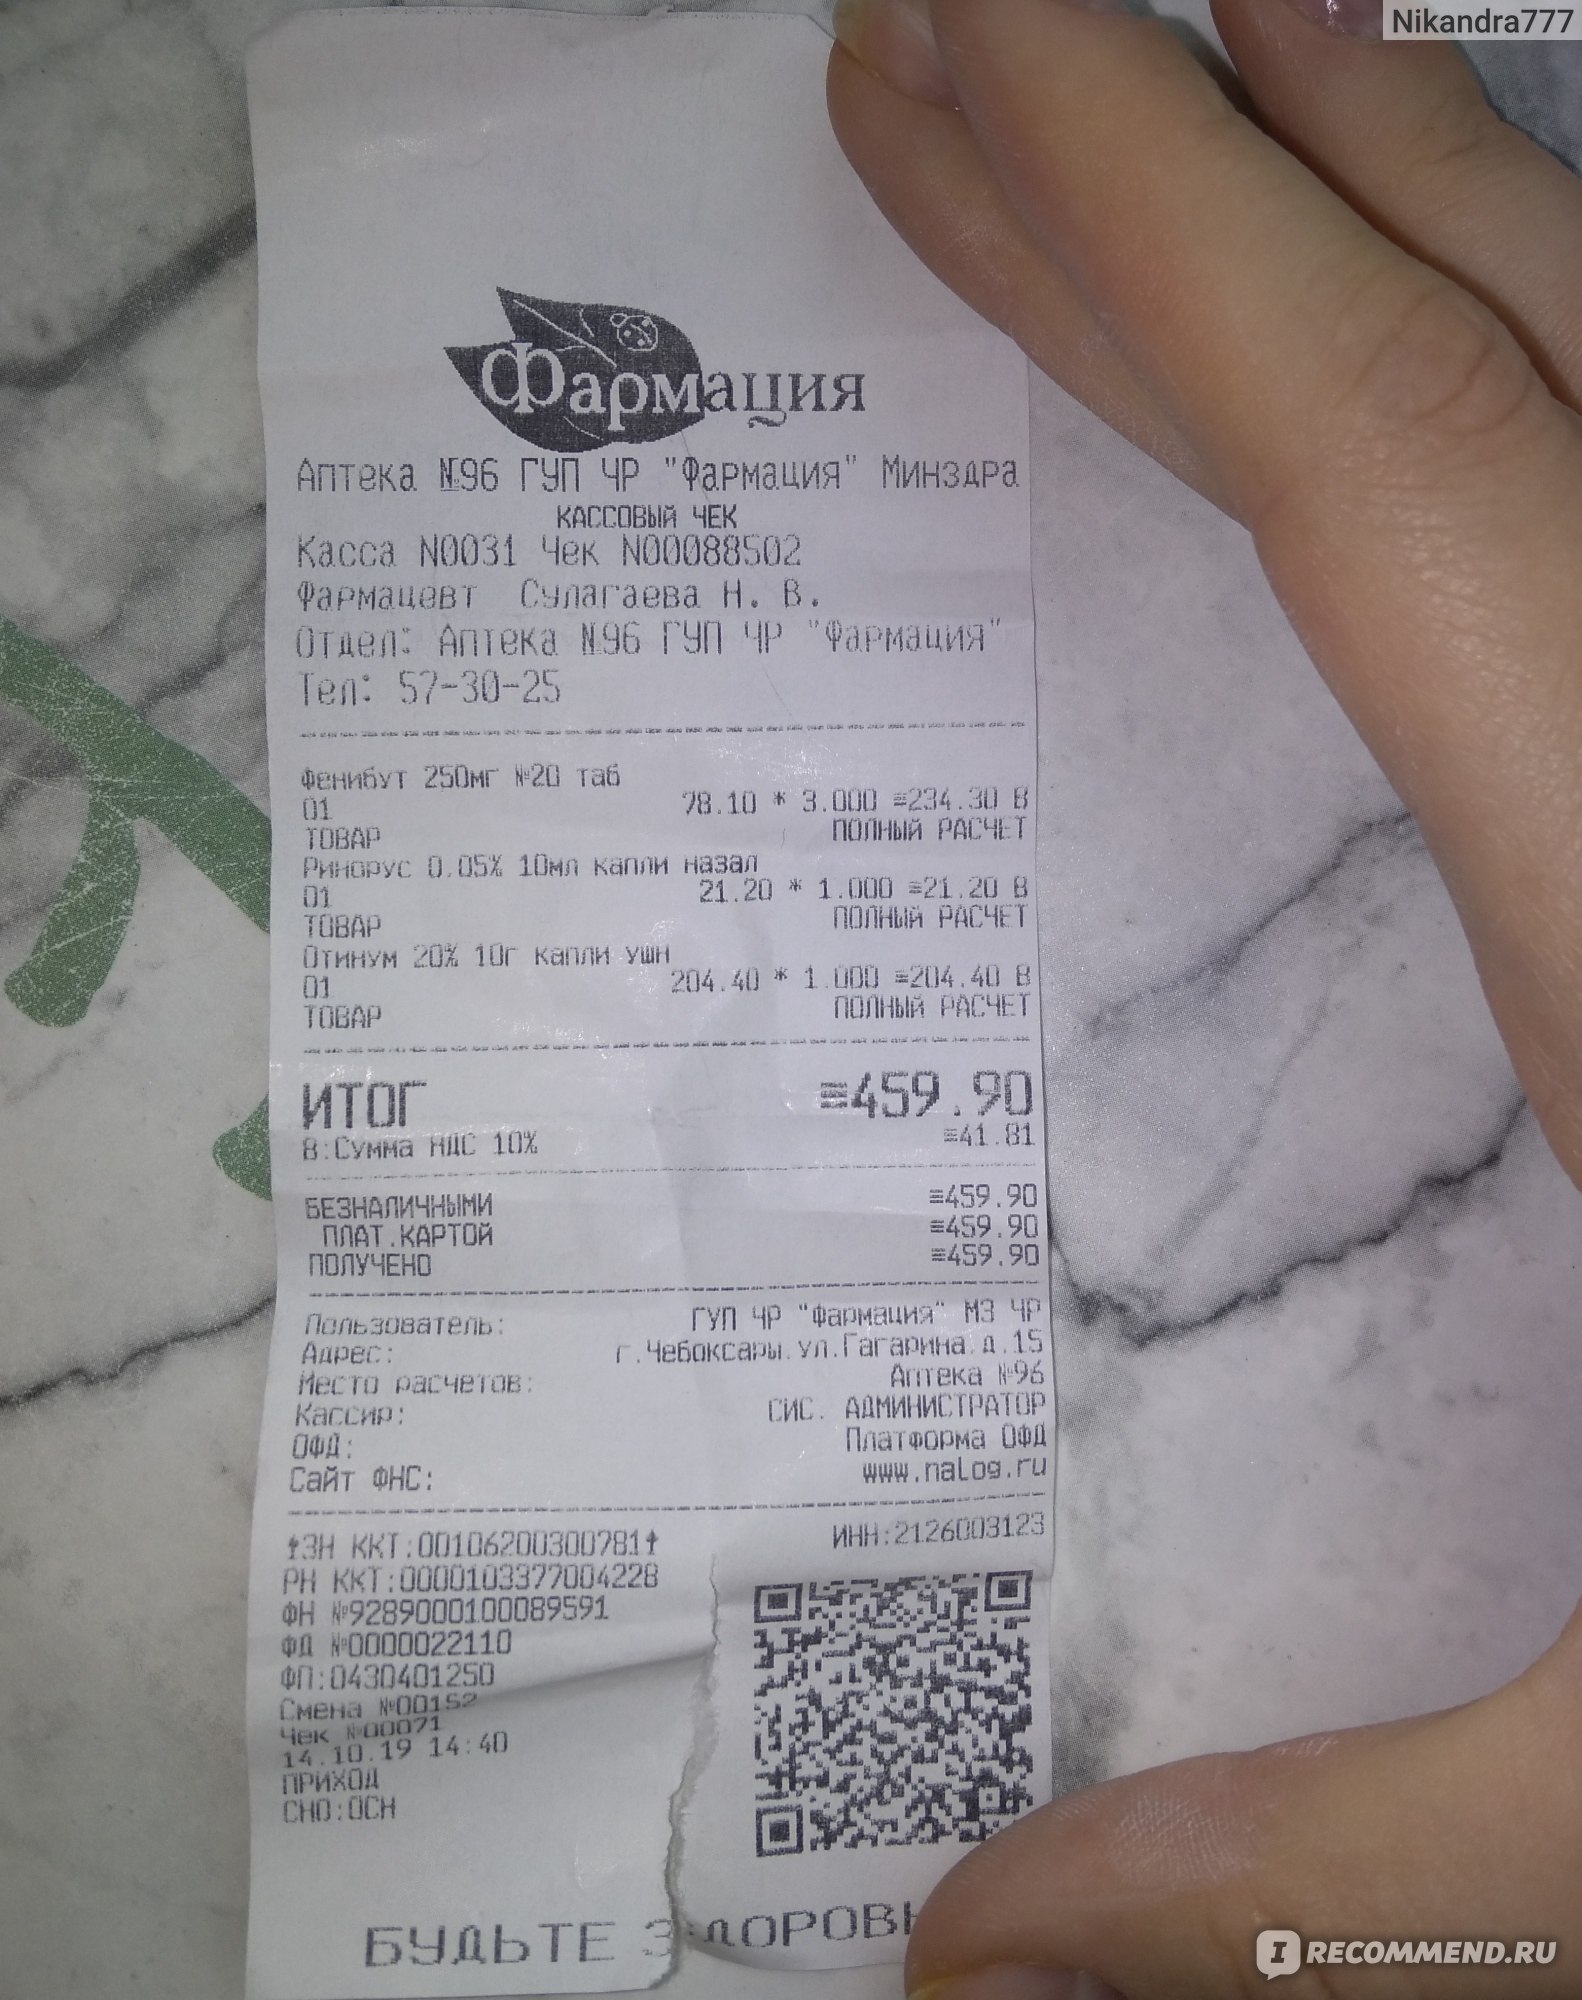 Nikandra777
Фармация
Аптека №96 ГУП ЧР "Фармация" Минздра
КАССОВЫЙ ЧЕК
Касса N0031 Чек N00088502
Фармацевт Сулагаева Н. В.
Отдел: Аптека №96 ГУП ЧР "Фармация"
Тел: 57-30-25
Фенибут 250мг №20 таб
01 78.10 * 3.000 ≡234.30 В
ТОВАР ПОЛНЫЙ РАСЧЕТ
Ринорус 0.05% 10мл капли назал
01 21.20 * 1.000 ≡21.20 В
ТОВАР ПОЛНЫЙ РАСЧЕТ
Отинум 20% 10г капли ушн
01 204.40 * 1.000 ≡204.40 В
ТОВАР ПОЛНЫЙ РАСЧЕТ
ИТОГ ≡459.90
В:Сумма НДС 10% ≡41.81
БЕЗНАЛИЧНЫМИ ≡459.90
ПЛАТ.КАРТОЙ ≡459.90
ПОЛУЧЕНО ≡459.90
Пользователь: ГУП ЧР "Фармация" МЗ ЧР
Адрес: г.Чебоксары.ул.Гагарина.д.15
Место расчетов: Аптека №96
Кассир: СИС. АДМИНИСТРАТОР
ОФД: Платформа ОФД
Сайт ФНС: www.nalog.ru
ЗН ККТ:00106200300781 ИНН:2126003123
РН ККТ:0000103377004228
ФН №9289000100089591
ФД №0000022110
ФП:0430401250
Смена №00152
Чек №00071
14.10.19 14:40
ПРИХОД
СНО:ОСН
БУДЬТЕ ЗДОРОВ
IRECOMMEND.RU